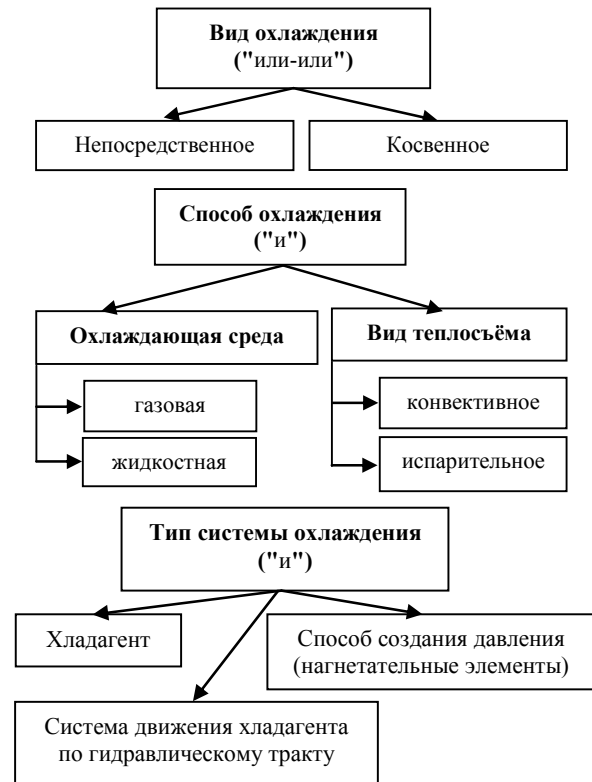 Вид охлаждения
("или-или")
Непосредственное
Косвенное
Способ охлаждения
("и")
Охлаждающая среда
Вид теплосъёма
газовая
конвективное
жидкостная
испарительное
Тип системы охлаждения
("и")
Хладагент
Способ создания давления
(нагнетательные элементы)
Система движения хладагента
по гидравлическому тракту